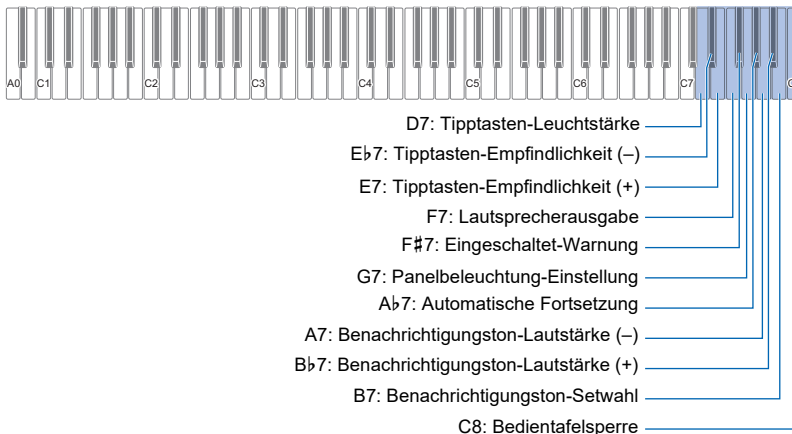 A0 C1 C2 C3 C4 C5 C6 C7
D7: Tipptasten-Leuchtstärke
E♭7: Tipptasten-Empfindlichkeit (–)
E7: Tipptasten-Empfindlichkeit (+)
F7: Lautsprecherausgabe
F♯7: Eingeschaltet-Warnung
G7: Panelbeleuchtung-Einstellung
A♭7: Automatische Fortsetzung
A7: Benachrichtigungston-Lautstärke (–)
B♭7: Benachrichtigungston-Lautstärke (+)
B7: Benachrichtigungston-Setwahl
C8: Bedientafelsperre